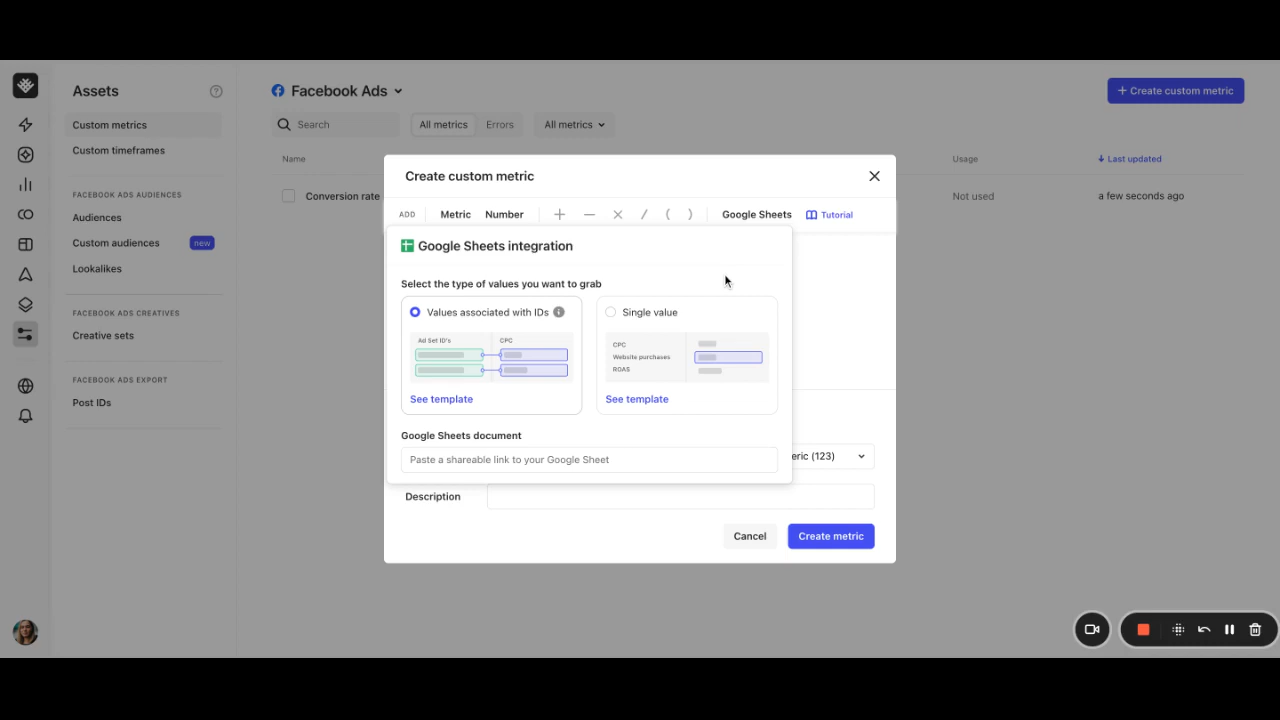 Assets
Facebook Ads
+ Create custom metric
Custom metrics
Search
All metrics
Errors
All metrics
Custom timeframes
Name
Usage
Last updated
FACEBOOK ADS AUDIENCES
Conversion rate
Not used
a few seconds ago
Audiences
Custom audiences
new
Lookalikes
FACEBOOK ADS CREATIVES
Creative sets
FACEBOOK ADS EXPORT
Post IDs
Create custom metric
ADD
Metric
Number
+ — × / ( )
Google Sheets
Tutorial
Google Sheets integration
Select the type of values you want to grab
Values associated with IDs
Ad Set ID's
CPC
See template
Single value
CPC
Website purchases
ROAS
See template
Google Sheets document
Paste a shareable link to your Google Sheet
eric (123)
Description
Cancel
Create metric